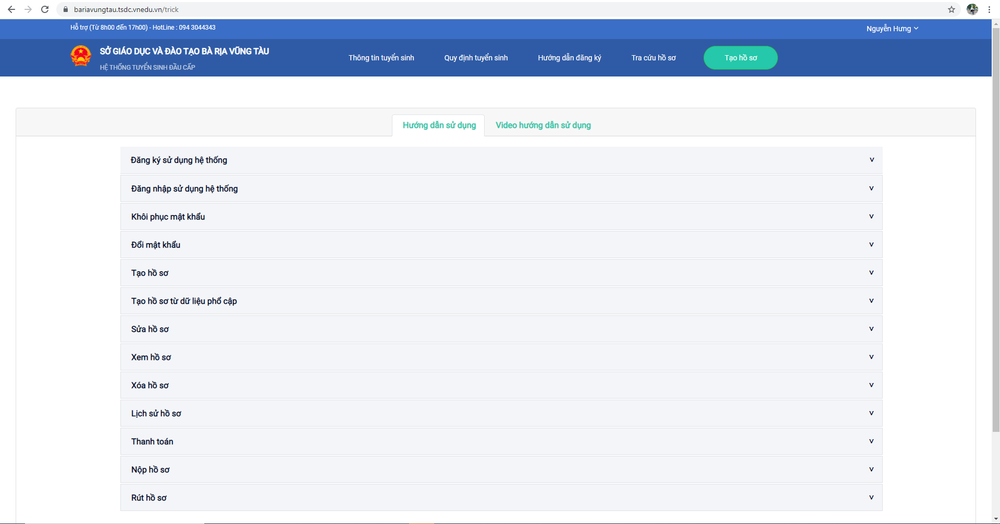 bariavungtau.tsdc.vnedu.vn/trick
Hỗ trợ (Từ 8h00 đến 17h00) - HotLine : 094 3044343
Nguyễn Hưng
SỞ GIÁO DỤC VÀ ĐÀO TẠO BÀ RỊA VŨNG TÀU
HỆ THỐNG TUYỂN SINH ĐẦU CẤP
Thông tin tuyển sinh
Quy định tuyển sinh
Hướng dẫn đăng ký
Tra cứu hồ sơ
Tạo hồ sơ
Hướng dẫn sử dụng
Video hướng dẫn sử dụng
Đăng ký sử dụng hệ thống
Đăng nhập sử dụng hệ thống
Khôi phục mật khẩu
Đổi mật khẩu
Tạo hồ sơ
Tạo hồ sơ từ dữ liệu phổ cập
Sửa hồ sơ
Xem hồ sơ
Xóa hồ sơ
Lịch sử hồ sơ
Thanh toán
Nộp hồ sơ
Rút hồ sơ